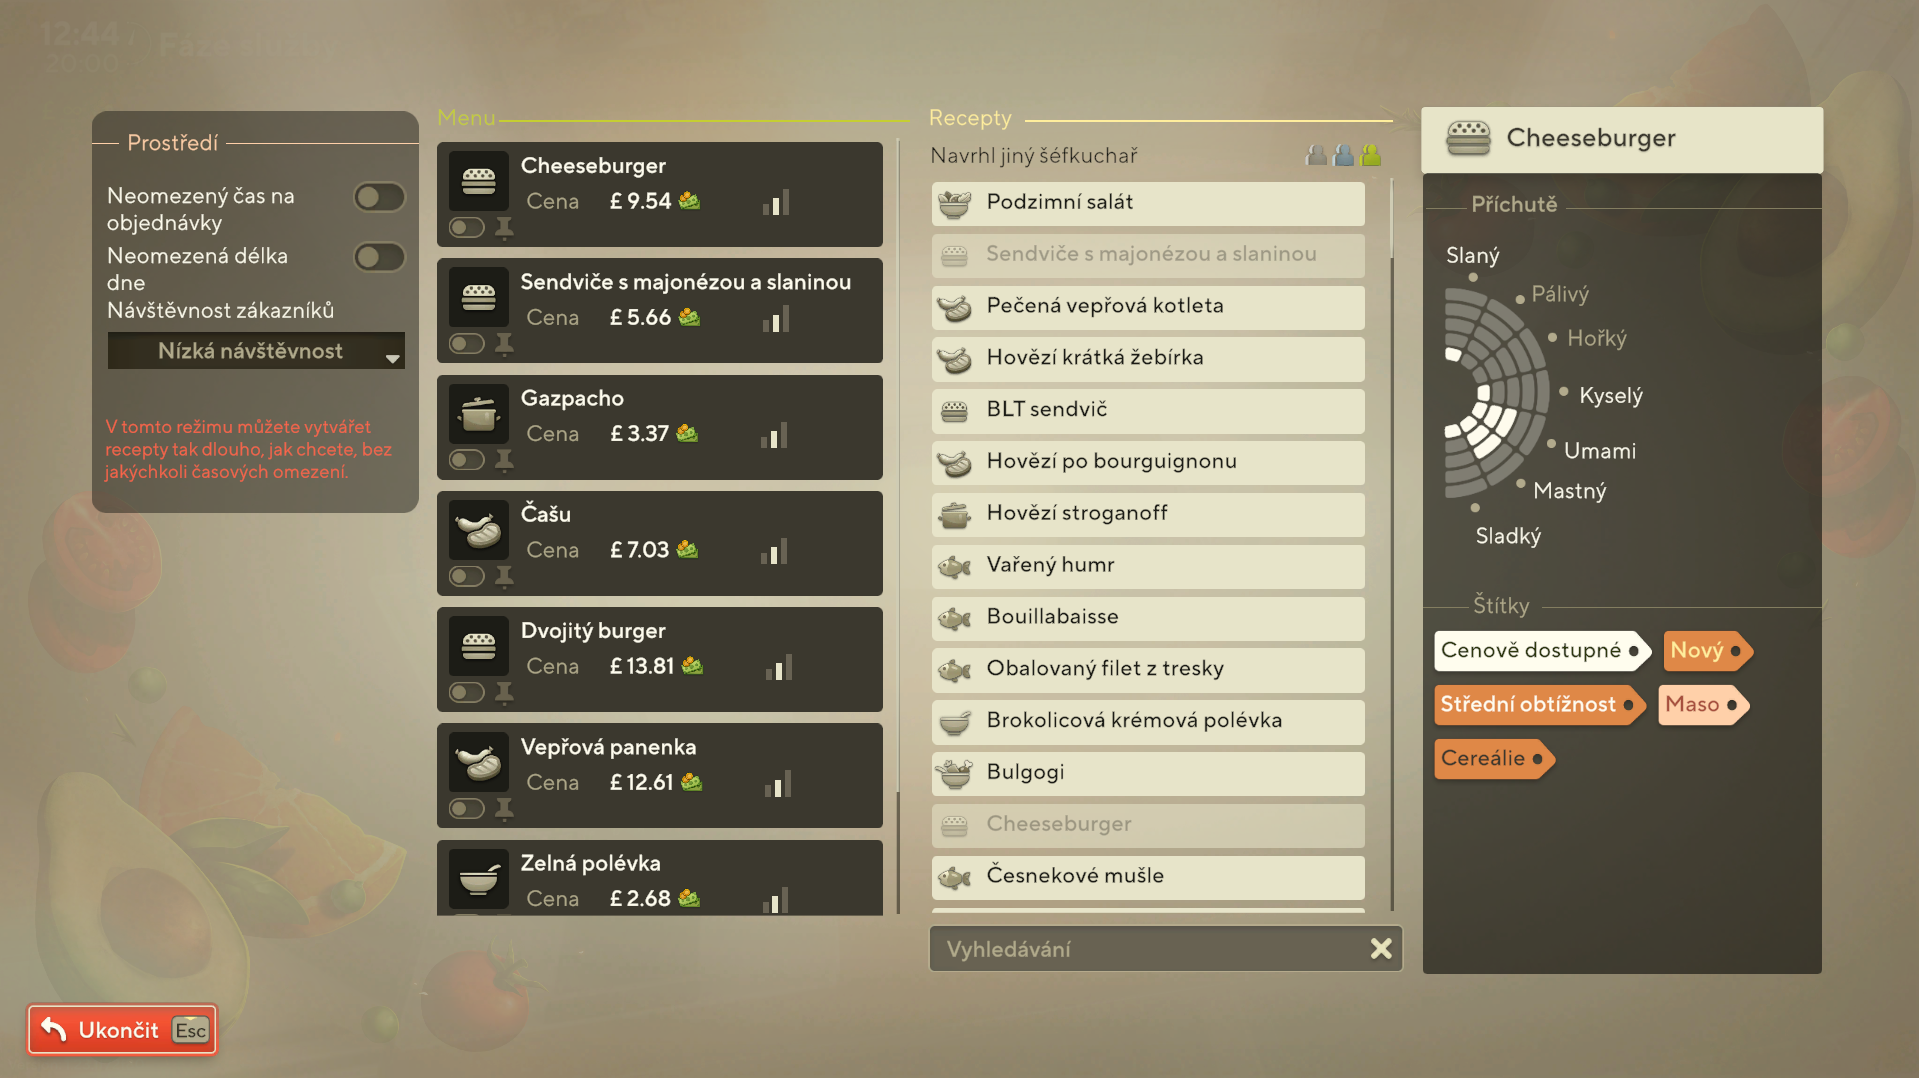 12:44 /
20:00
Fáze služby
Prostředí
Neomezený čas na
objednávky
Neomezená délka
dne
Návštěvnost zákazníků
Nízká návštěvnost
V tomto režimu můžete vytvářet
recepty tak dlouho, jak chcete, bez
jakýchkoli časových omezení.
Menu
Cheeseburger
Cena £ 9.54
Sendviče s majonézou a slaninou
Cena £ 5.66
Gazpacho
Cena £ 3.37
Čašu
Cena £ 7.03
Dvojitý burger
Cena £ 13.81
Vepřová panenka
Cena £ 12.61
Zelná polévka
Cena £ 2.68
Recepty
Navrhl jiný šéfkuchař
Podzimní salát
Sendviče s majonézou a slaninou
Pečená vepřová kotleta
Hovězí krátká žebírka
BLT sendvič
Hovězí po bourguignonu
Hovězí stroganoff
Vařený humr
Bouillabaisse
Obalovaný filet z tresky
Brokolicová krémová polévka
Bulgogi
Cheeseburger
Česnekové mušle
Vyhledávání
Cheeseburger
Příchutě
Slaný
Pálivý
Hořký
Kyselý
Umami
Mastný
Sladký
Štítky
Cenově dostupné
Nový
Střední obtížnost
Maso
Cereálie
Ukončit Esc